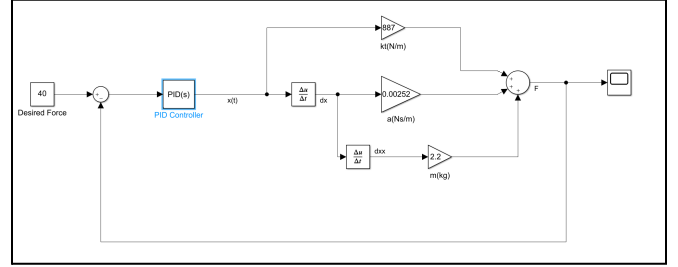 887
kt(N/m)
40
Desired Force
+
-
PID(s)
PID Controller
x(t)
Δu
Δt
dx
0.00252
a(Ns/m)
+
+
+
F
Δu
Δt
dxx
2.2
m(kg)